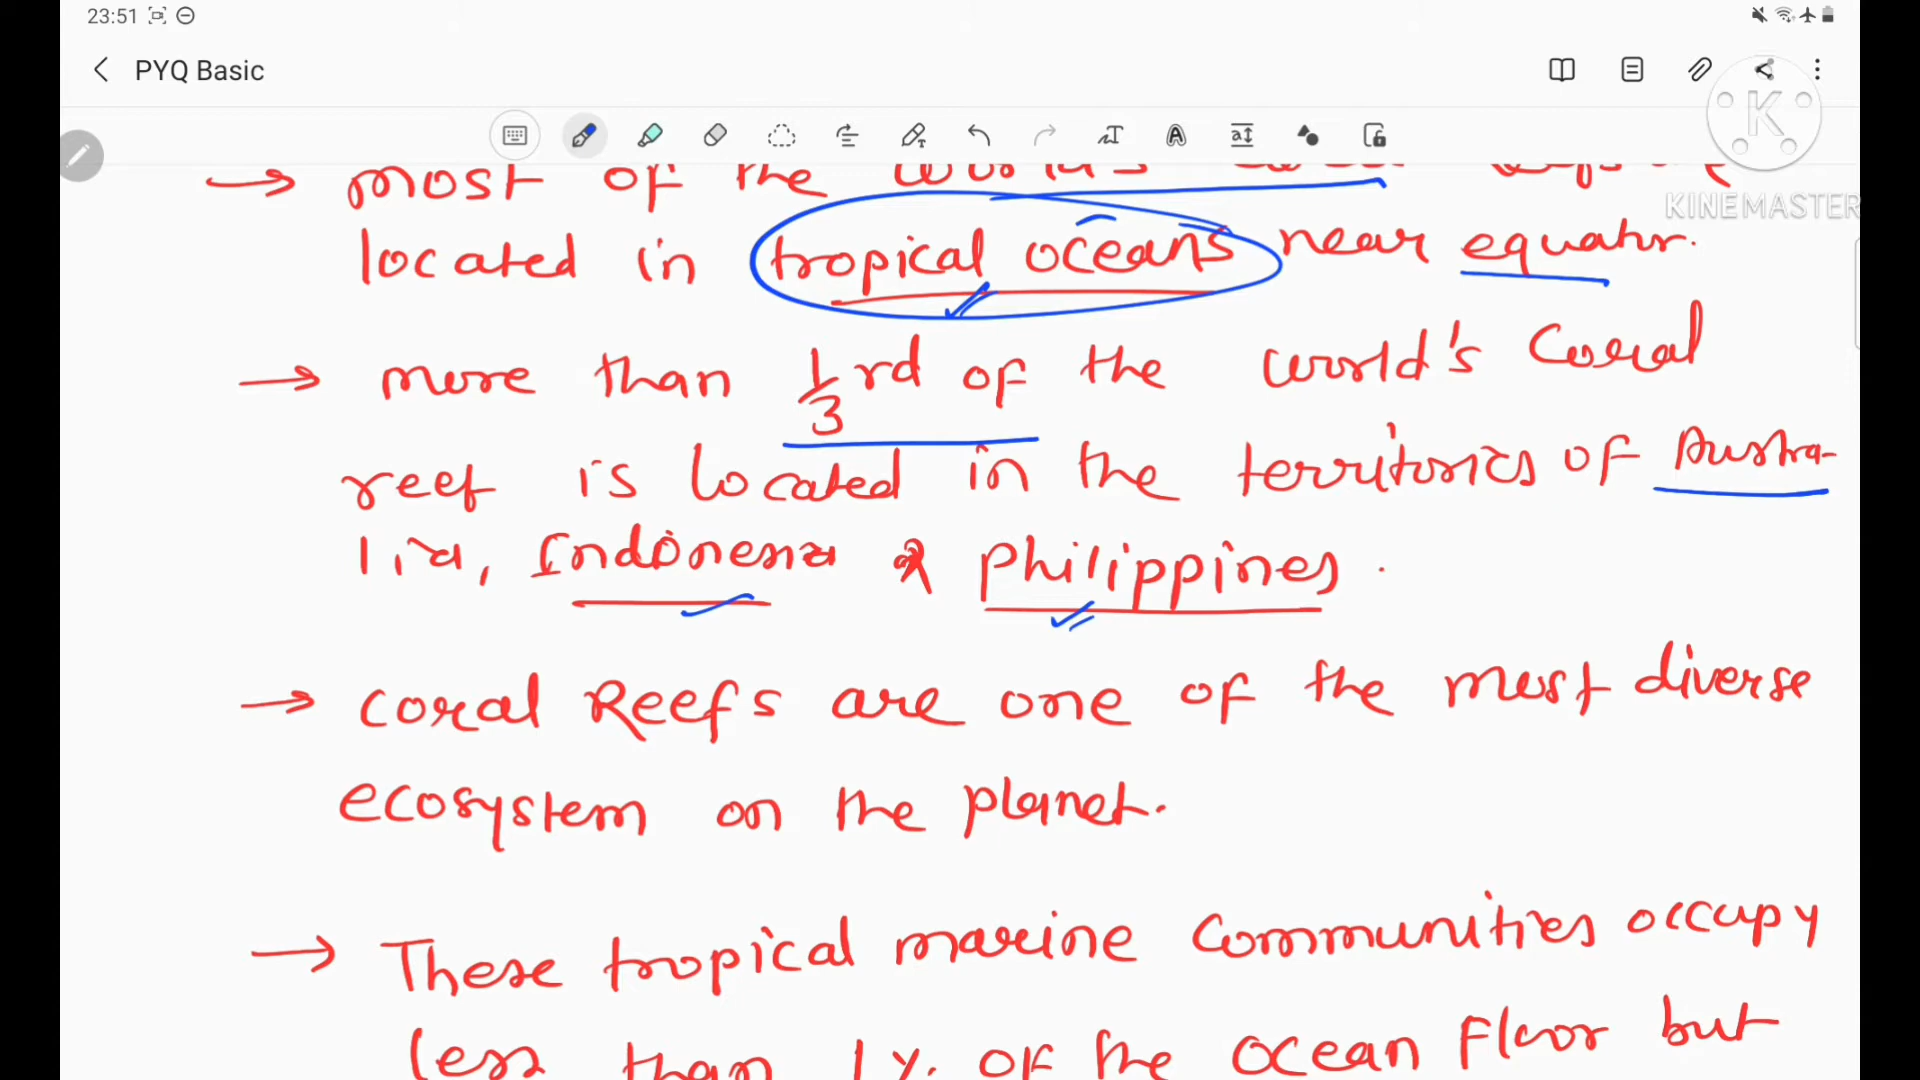 23:51
PYQ Basic
KINEMASTER
→ most of the world's
located in tropical oceans near equator.
→ more than 1/3 rd of the world's Coral
reef is located in the territories of Austra-
lia, Indonesia & Philippines.
→ coral Reefs are one of the most diverse
ecosystem on the planet.
→ These tropical marine Communities occupy
less than 1%. of the ocean floor but